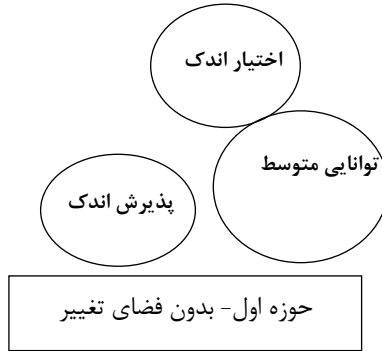 اختیار اندک
توانایی متوسط
پذیرش اندک
حوزه اول- بدون فضای تغییر